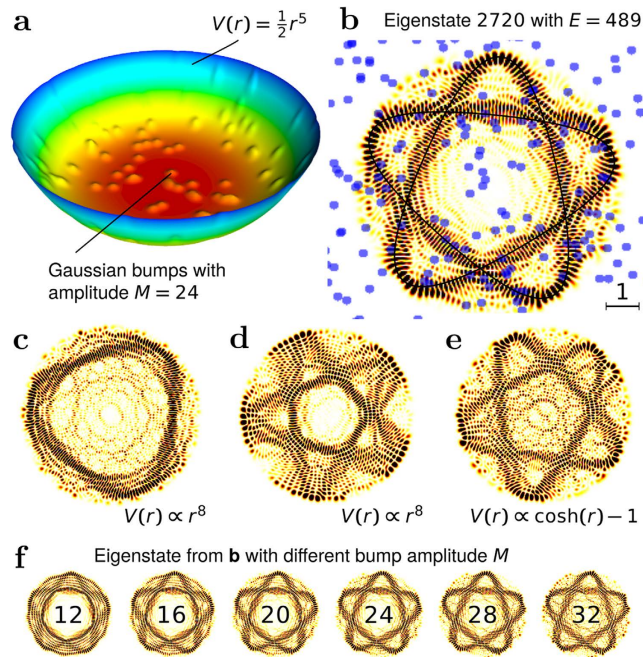 a
V(r) = ½r⁵
Gaussian bumps with
amplitude M = 24
b Eigenstate 2720 with E = 489
1
c
V(r) ∝ r⁸
d
V(r) ∝ r⁸
e
V(r) ∝ cosh(r) − 1
f Eigenstate from b with different bump amplitude M
12 16 20 24 28 32